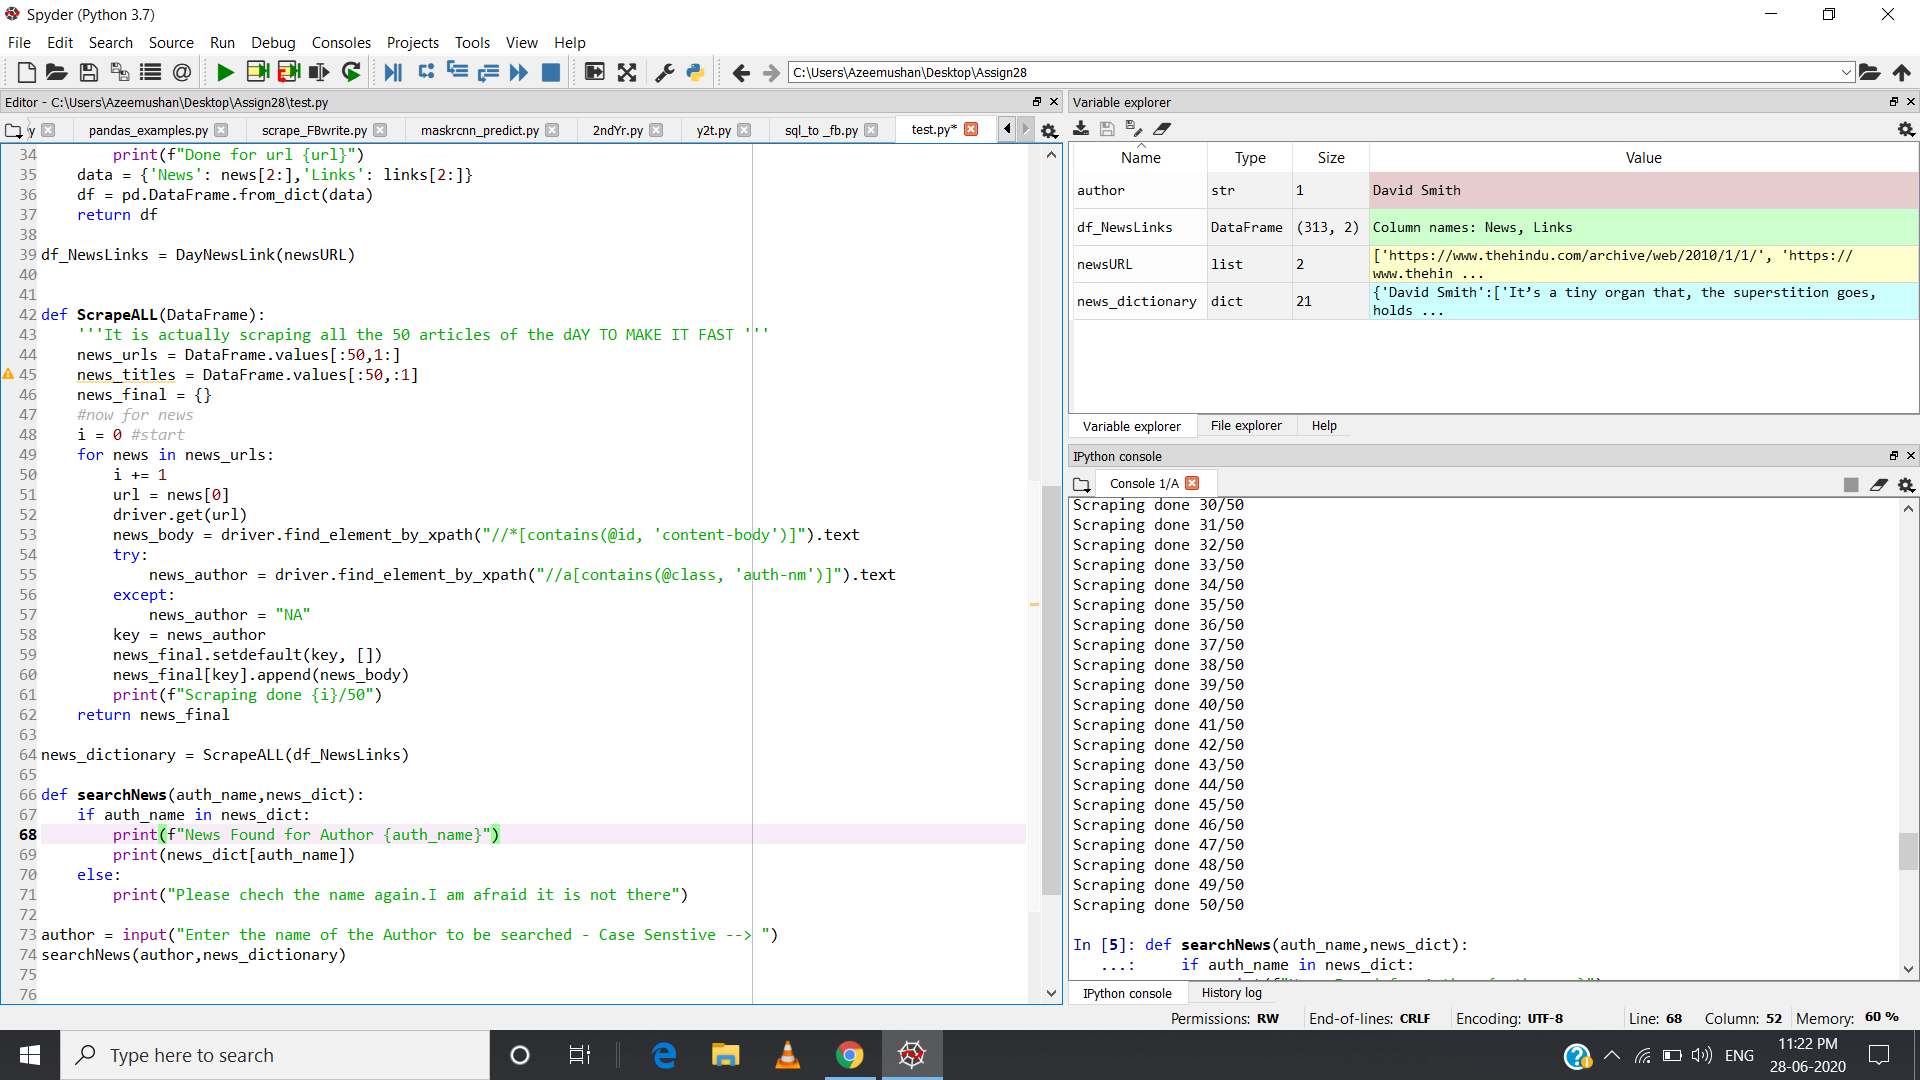 Spyder (Python 3.7)
File Edit Search Source Run Debug Consoles Projects Tools View Help
C:\Users\Azeemushan\Desktop\Assign28
Editor - C:\Users\Azeemushan\Desktop\Assign28\test.py
y pandas_examples.py scrape_FBwrite.py maskrcnn_predict.py 2ndYr.py y2t.py sql_to _fb.py test.py*
34         print(f"Done for url {url}")
35     data = {'News': news[2:],'Links': links[2:]}
36     df = pd.DataFrame.from_dict(data)
37     return df
38
39 df_NewsLinks = DayNewsLink(newsURL)
40
41
42 def ScrapeALL(DataFrame):
43     '''It is actually scraping all the 50 articles of the dAY TO MAKE IT FAST '''
44     news_urls = DataFrame.values[:50,1:]
45     news_titles = DataFrame.values[:50,:1]
46     news_final = {}
47     #now for news
48     i = 0 #start
49     for news in news_urls:
50         i += 1
51         url = news[0]
52         driver.get(url)
53         news_body = driver.find_element_by_xpath("//*[contains(@id, 'content-body')]").text
54         try:
55             news_author = driver.find_element_by_xpath("//a[contains(@class, 'auth-nm')]").text
56         except:
57             news_author = "NA"
58         key = news_author
59         news_final.setdefault(key, [])
60         news_final[key].append(news_body)
61         print(f"Scraping done {i}/50")
62     return news_final
63
64 news_dictionary = ScrapeALL(df_NewsLinks)
65
66 def searchNews(auth_name,news_dict):
67     if auth_name in news_dict:
68         print(f"News Found for Author {auth_name}")
69         print(news_dict[auth_name])
70     else:
71         print("Please chech the name again.I am afraid it is not there")
72
73 author = input("Enter the name of the Author to be searched - Case Senstive --> ")
74 searchNews(author,news_dictionary)
75
76
Variable explorer
Name Type Size Value
author str 1 David Smith
df_NewsLinks DataFrame (313, 2) Column names: News, Links
newsURL list 2 ['https://www.thehindu.com/archive/web/2010/1/1/', 'https://
www.thehin ...
news_dictionary dict 21 {'David Smith':['It’s a tiny organ that, the superstition goes,
holds ...
Variable explorer File explorer Help
IPython console
Console 1/A
Scraping done 30/50
Scraping done 31/50
Scraping done 32/50
Scraping done 33/50
Scraping done 34/50
Scraping done 35/50
Scraping done 36/50
Scraping done 37/50
Scraping done 38/50
Scraping done 39/50
Scraping done 40/50
Scraping done 41/50
Scraping done 42/50
Scraping done 43/50
Scraping done 44/50
Scraping done 45/50
Scraping done 46/50
Scraping done 47/50
Scraping done 48/50
Scraping done 49/50
Scraping done 50/50
In [5]: def searchNews(auth_name,news_dict):
   ...:     if auth_name in news_dict:
IPython console History log
Permissions: RW End-of-lines: CRLF Encoding: UTF-8 Line: 68 Column: 52 Memory: 60 %
Type here to search
ENG
11:22 PM
28-06-2020